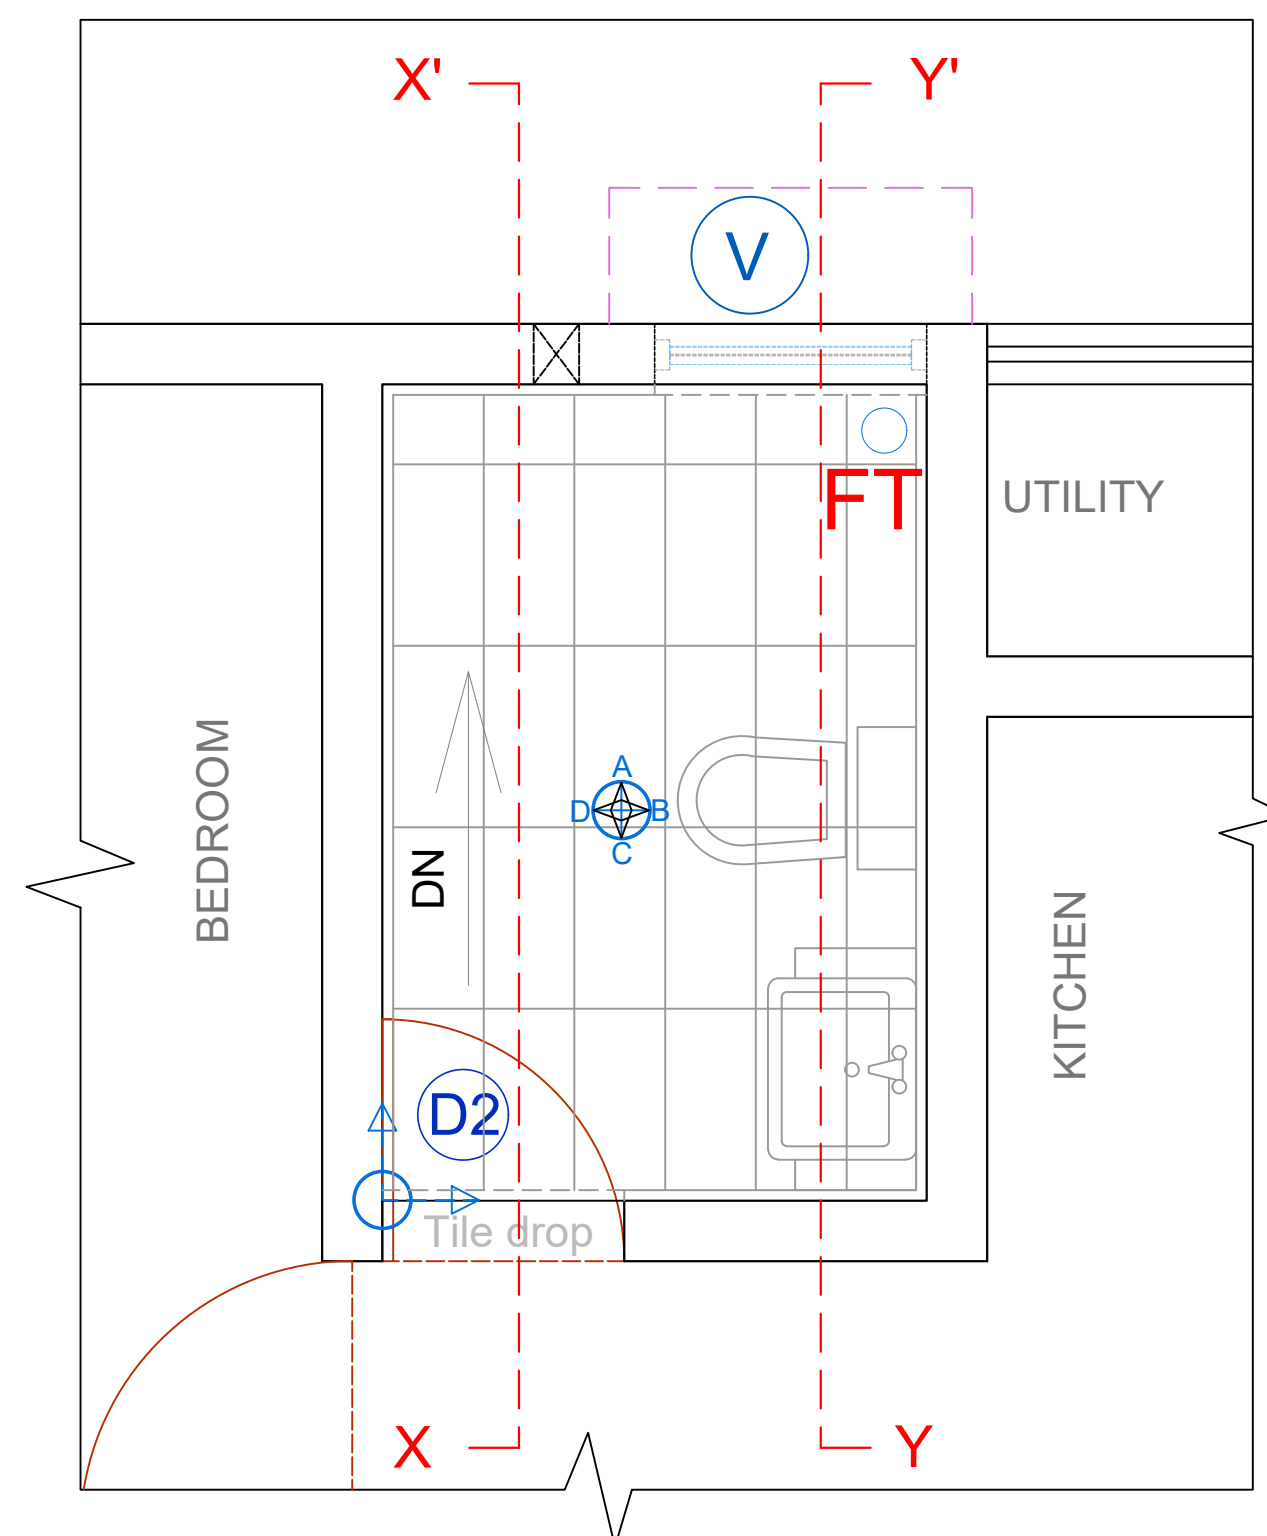 X'
Y'
V
FT
UTILITY
BEDROOM
A
D
B
C
DN
KITCHEN
D2
Tile drop
X
Y